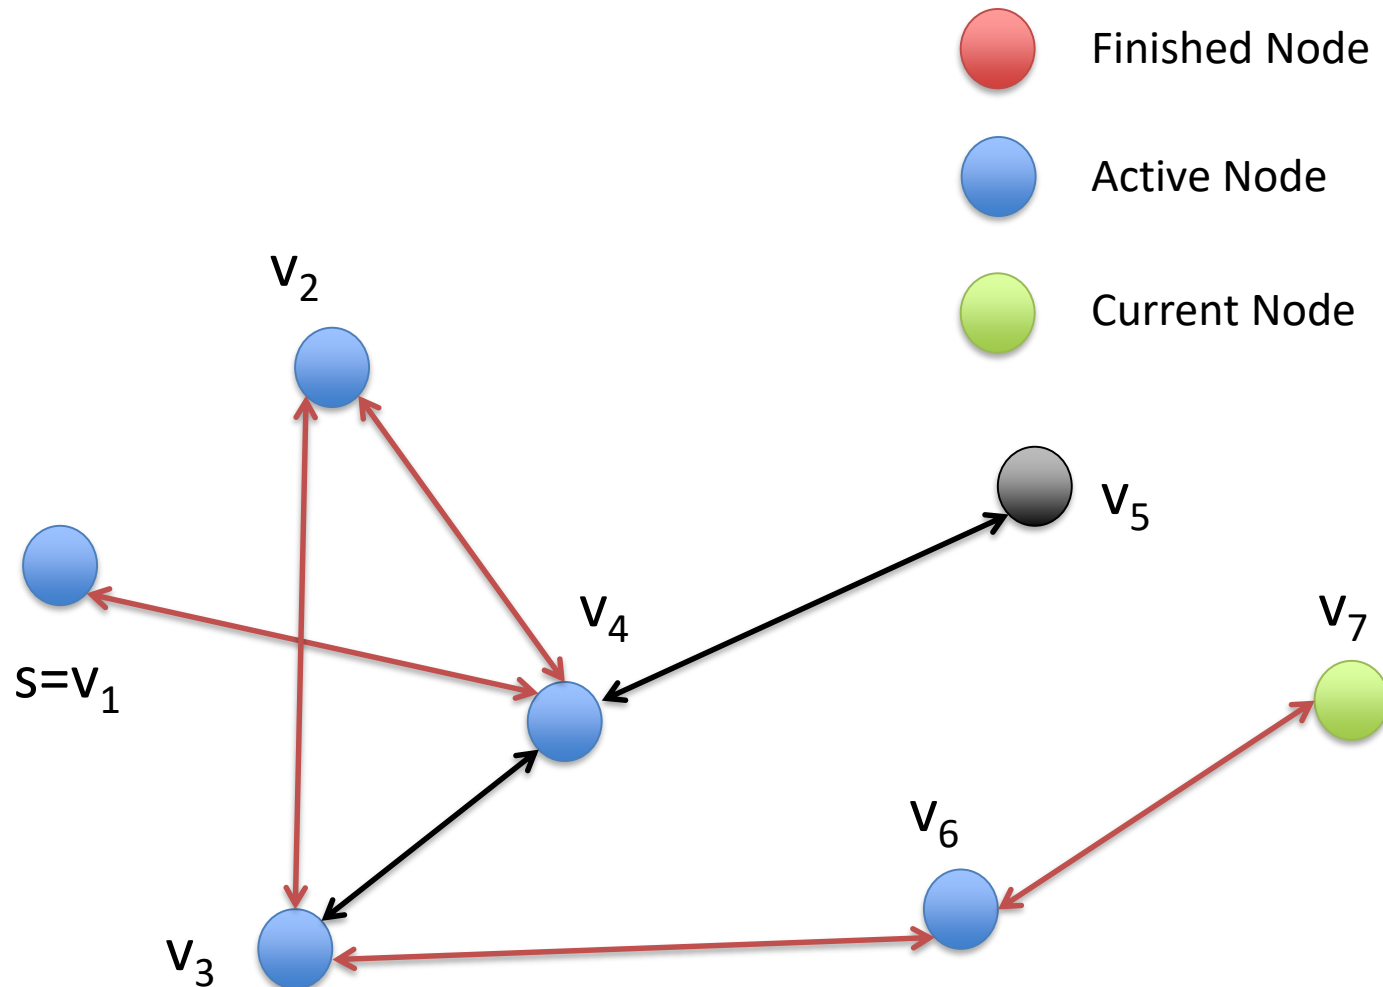 Finished Node
Active Node
Current Node
v2
v5
v4
v7
s=v1
v6
v3